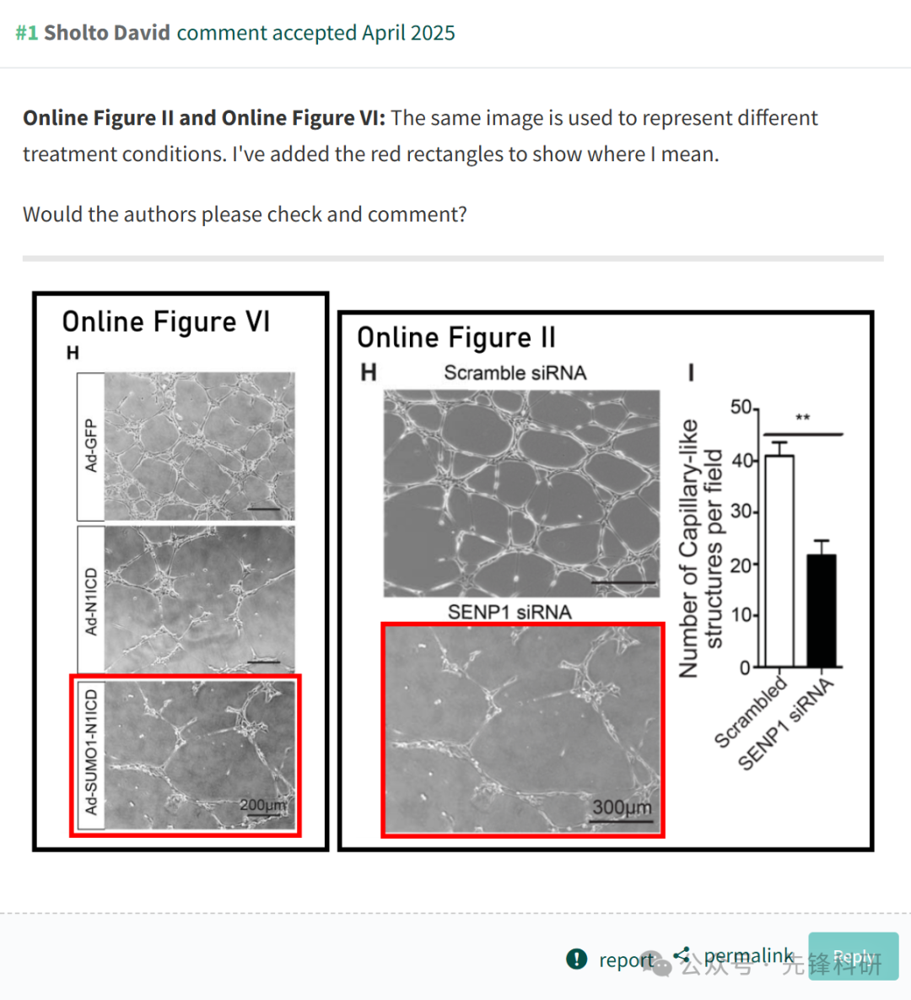 #1 Sholto David comment accepted April 2025
Online Figure II and Online Figure VI: The same image is used to represent different
treatment conditions. I've added the red rectangles to show where I mean.
Would the authors please check and comment?
Online Figure VI
H
Ad-GFP
Ad-N1ICD
Ad-SUMO1-N1ICD
200μm
Online Figure II
H
Scramble siRNA
SENP1 siRNA
300μm
I
Number of Capillary-like
structures per field
50
40
30
20
10
0
**
Scrambled
SENP1 siRNA
! report
permalink
Reply
公众号 · 先锋科研